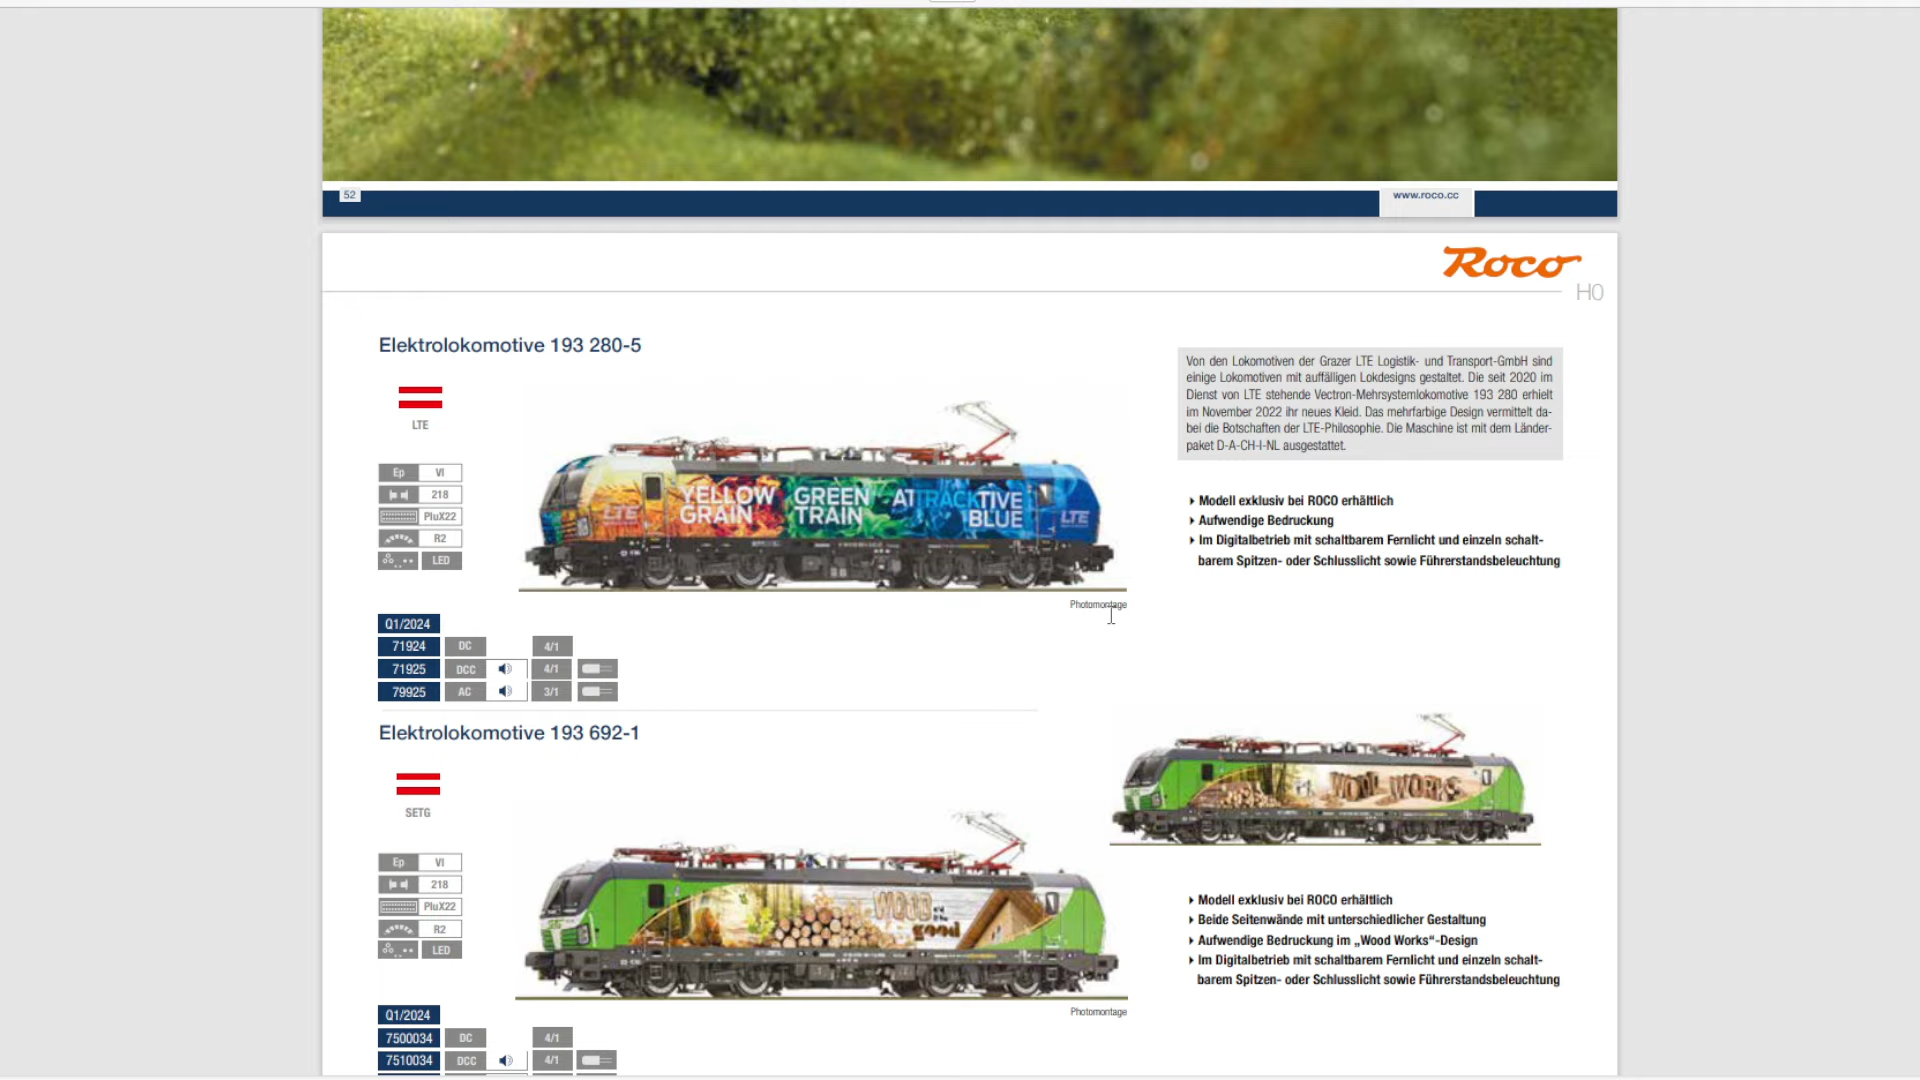 52
www.roco.cc
Roco
H0
Elektrolokomotive 193 280-5
LTE
Ep VI
218
PluX22
R2
LED
YELLOW GREEN ATTRACKTIVE
GRAIN TRAIN BLUE
LTE
LTE
Photomontage
Von den Lokomotiven der Grazer LTE Logistik- und Transport-GmbH sind
einige Lokomotiven mit auffälligen Lokdesigns gestaltet. Die seit 2020 im
Dienst von LTE stehende Vectron-Mehrsystemlokomotive 193 280 erhielt
im November 2022 ihr neues Kleid. Das mehrfarbige Design vermittelt da-
bei die Botschaften der LTE-Philosophie. Die Maschine ist mit dem Länder-
paket D-A-CH-I-NL ausgestattet.
Modell exklusiv bei ROCO erhältlich
Aufwendige Bedruckung
Im Digitalbetrieb mit schaltbarem Fernlicht und einzeln schalt-
barem Spitzen- oder Schlusslicht sowie Führerstandsbeleuchtung
Q1/2024
71924 DC 4/1
71925 DCC 4/1
79925 AC 3/1
Elektrolokomotive 193 692-1
SETG
Ep VI
218
PluX22
R2
LED
WOOD
good
Photomontage
WOOD WORKS
Modell exklusiv bei ROCO erhältlich
Beide Seitenwände mit unterschiedlicher Gestaltung
Aufwendige Bedruckung im „Wood Works“-Design
Im Digitalbetrieb mit schaltbarem Fernlicht und einzeln schalt-
barem Spitzen- oder Schlusslicht sowie Führerstandsbeleuchtung
Q1/2024
7500034 DC 4/1
7510034 DCC 4/1